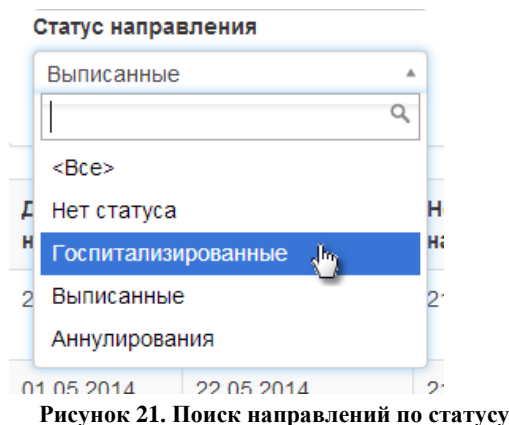 Статус направления
Выписанные
<Все>
Нет статуса
Госпитализированные
Выписанные
Аннулирования
01.05.2014 22.05.2014
Рисунок 21. Поиск направлений по статусу